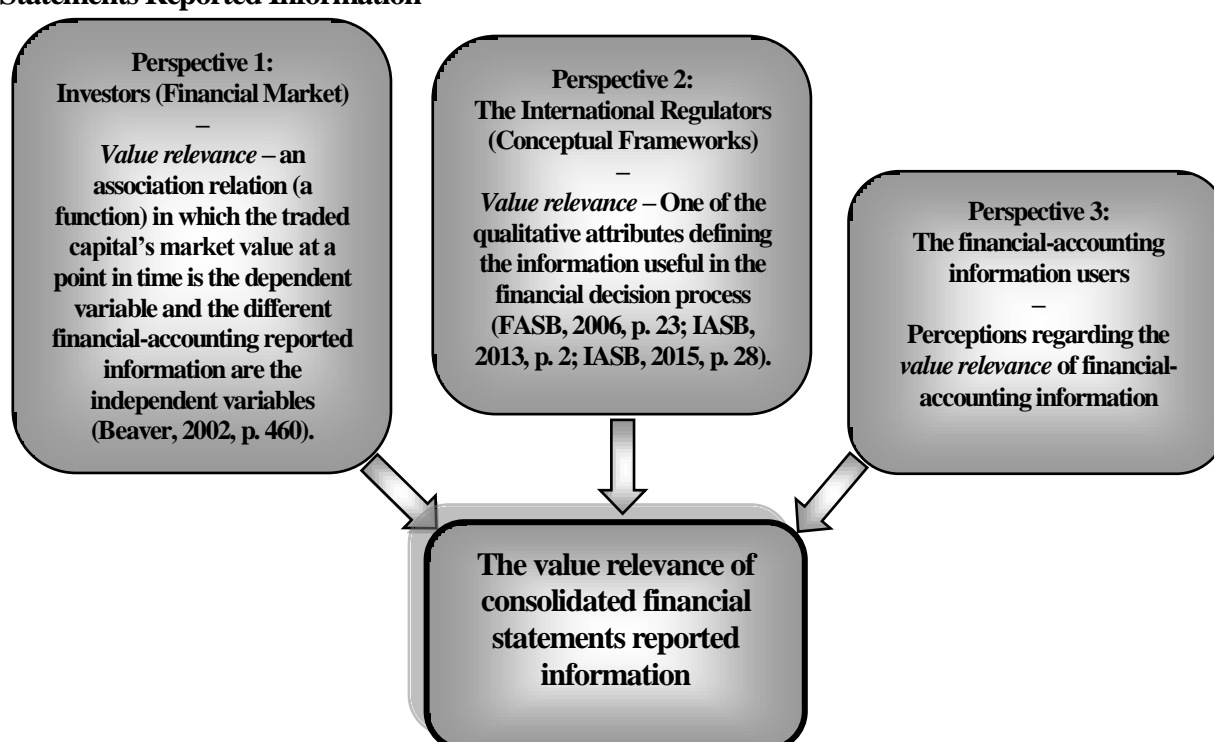 Statements Reported Information
Perspective 1:
Investors (Financial Market)
–
Value relevance – an
association relation (a
function) in which the traded
capital's market value at a
point in time is the dependent
variable and the different
financial-accounting reported
information are the
independent variables
(Beaver, 2002, p. 460).
Perspective 2:
The International Regulators
(Conceptual Frameworks)
–
Value relevance – One of the
qualitative attributes defining
the information useful in the
financial decision process
(FASB, 2006, p. 23; IASB,
2013, p. 2; IASB, 2015, p. 28).
Perspective 3:
The financial-accounting
information users
–
Perceptions regarding the
value relevance of financial-
accounting information
The value relevance of
consolidated financial
statements reported
information